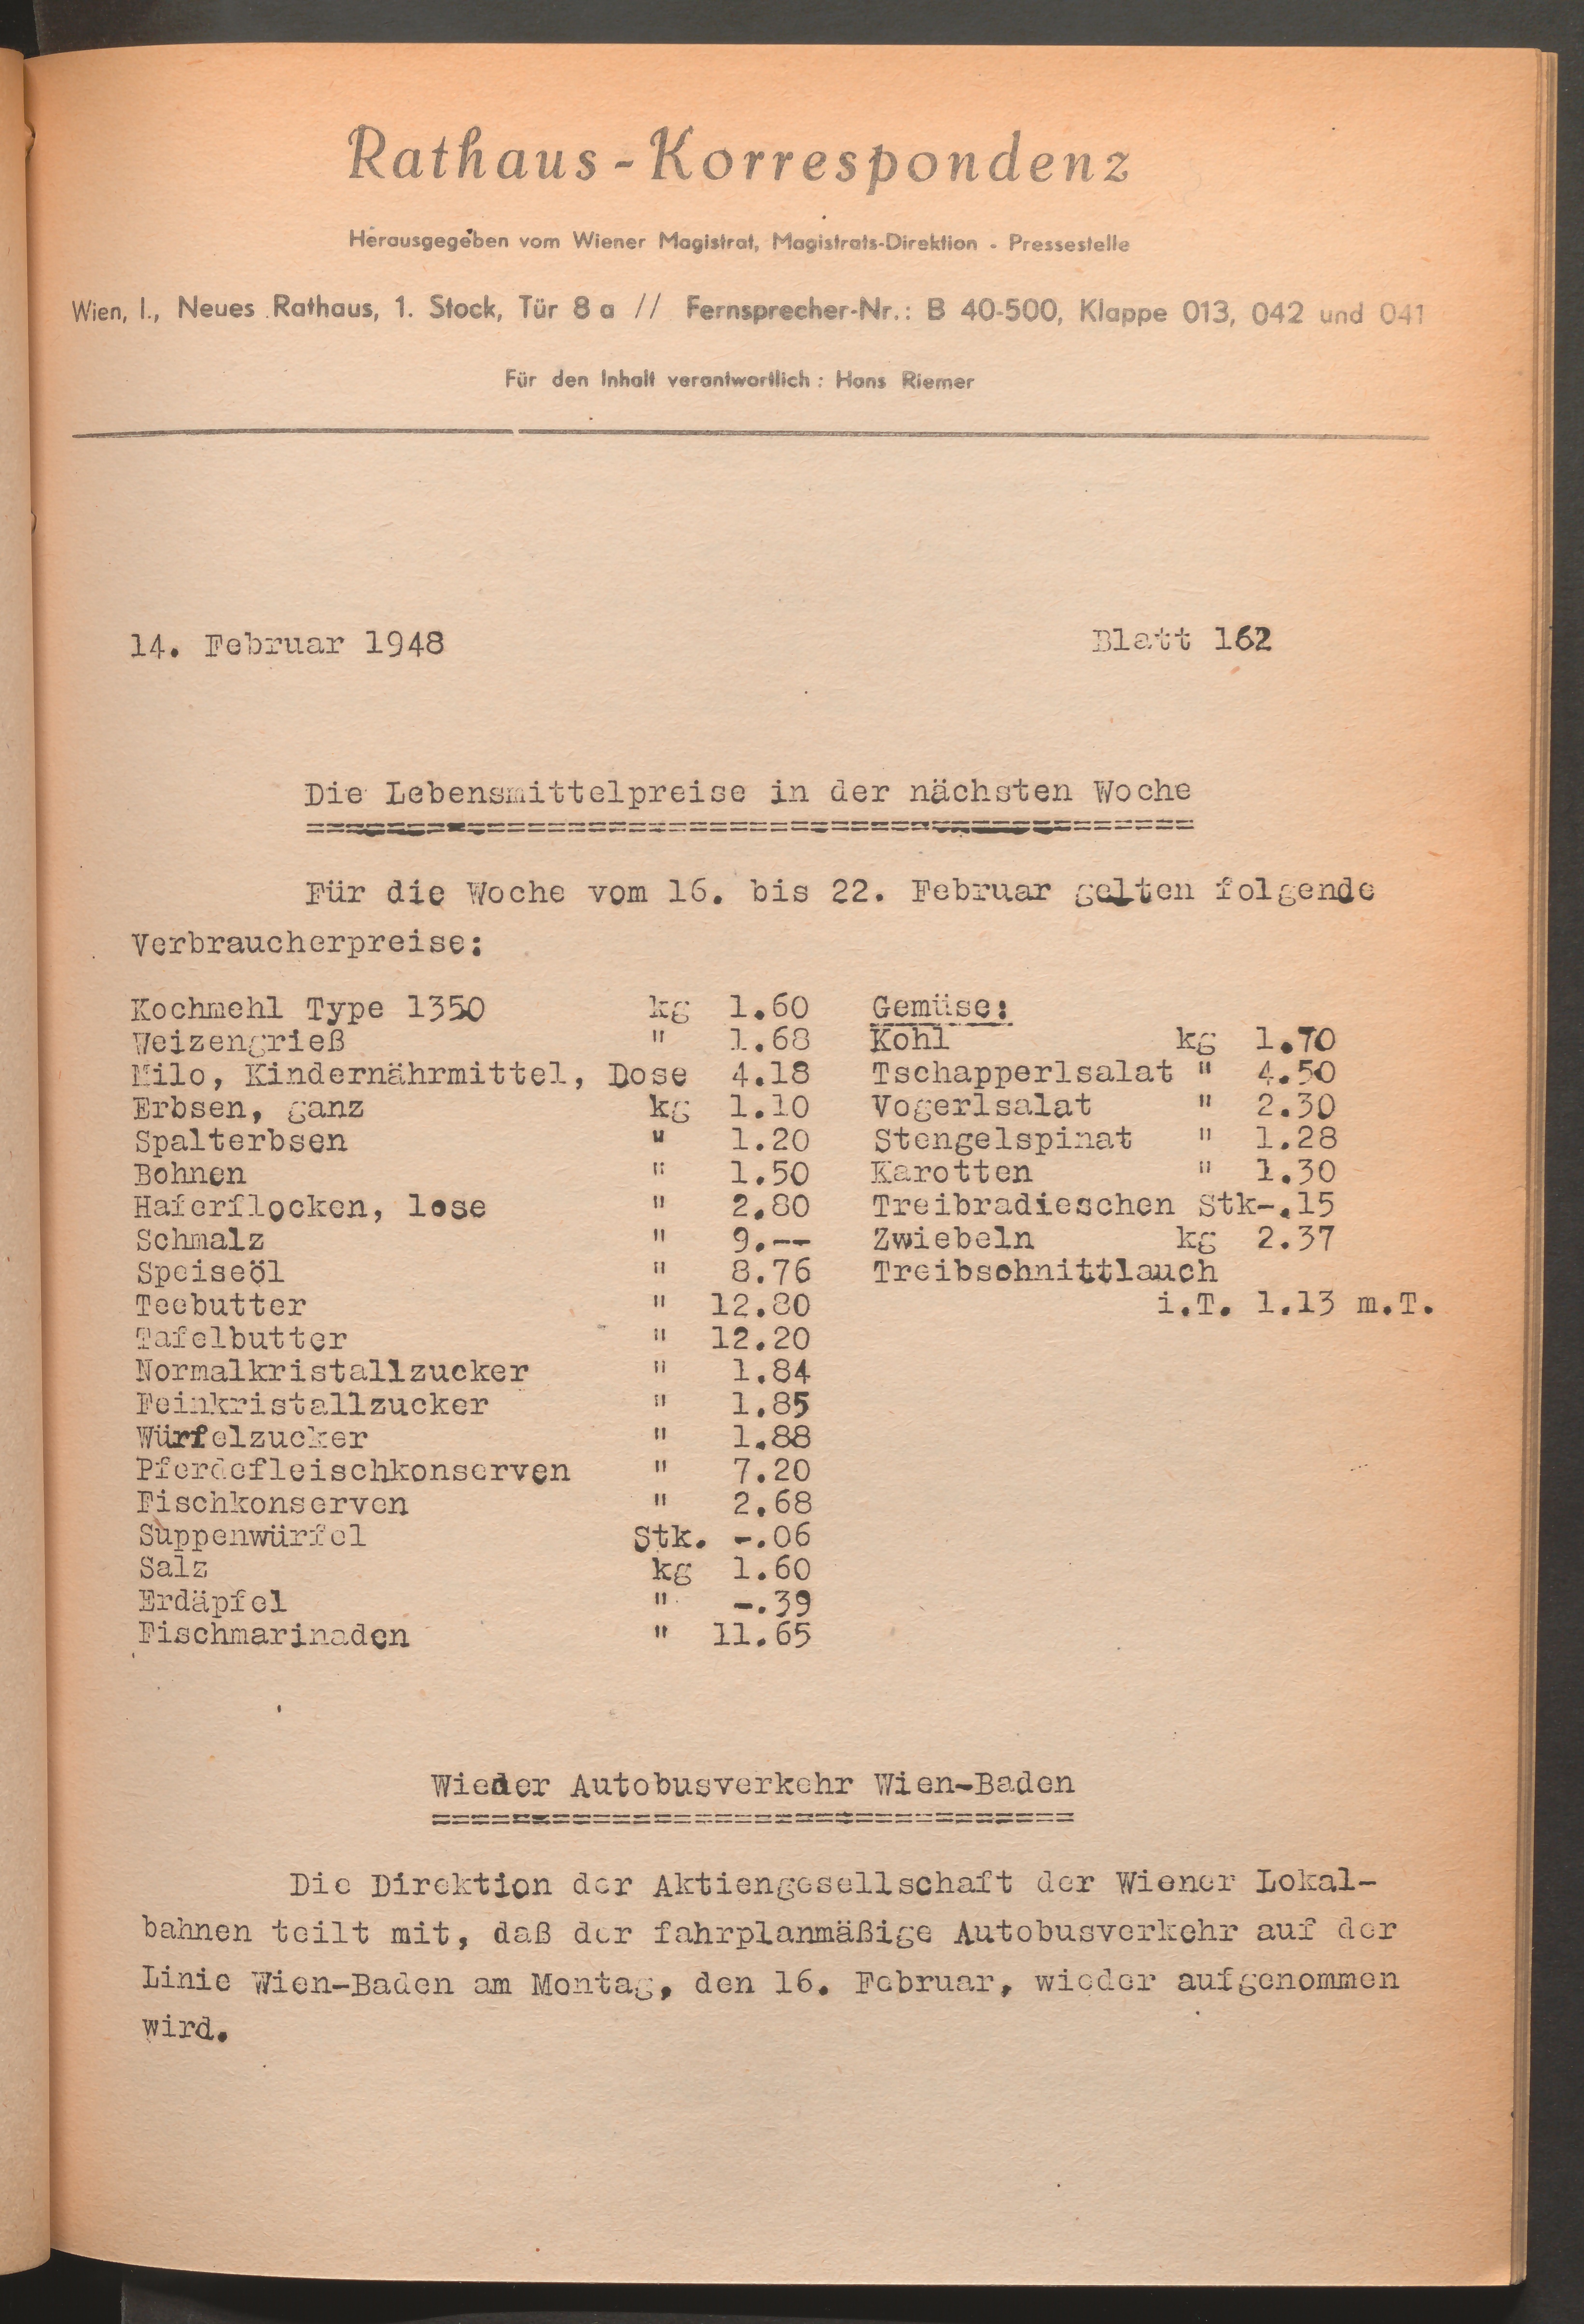 Rathaus-Korrespondenz
Herausgegeben vom Wiener Magistrat, Magistrats-Direktion - Pressestelle
Wien, I., Neues Rathaus, 1. Stock, Tür 8 a // Fernsprecher-Nr.: B 40-500, Klappe 013, 042 und 041
Für den Inhalt verantwortlich: Hans Riemer
14. Februar 1948 Blatt 162
Die Lebensmittelpreise in der nächsten Woche
Für die Woche vom 16. bis 22. Februar gelten folgende
Verbraucherpreise:
Kochmehl Type 1350 kg 1.60
Weizengrieß " 1.68
Milo, Kindernährmittel, Dose 4.18
Erbsen, ganz kg 1.10
Spalterbsen " 1.20
Bohnen " 1.50
Haferflocken, lose " 2.80
Schmalz " 9.--
Speiseöl " 8.76
Teebutter " 12.80
Tafelbutter " 12.20
Normalkristallzucker " 1.84
Feinkristallzucker " 1.85
Würfelzucker " 1.88
Pferdefleischkonserven " 7.20
Fischkonserven " 2.68
Suppenwürfel Stk. -.06
Salz kg 1.60
Erdäpfel " -.39
Fischmarinaden " 11.65
Gemüse:
Kohl kg 1.70
Tschapperlsalat " 4.50
Vogerlsalat " 2.30
Stengelspinat " 1.28
Karotten " 1.30
Treibradieschen Stk-.15
Zwiebeln kg 2.37
Treibschnittlauch
i.T. 1.13 m.T.
Wieder Autobusverkehr Wien-Baden
Die Direktion der Aktiengesellschaft der Wiener Lokal-
bahnen teilt mit, daß der fahrplanmäßige Autobusverkehr auf der
Linie Wien-Baden am Montag, den 16. Februar, wieder aufgenommen
wird.